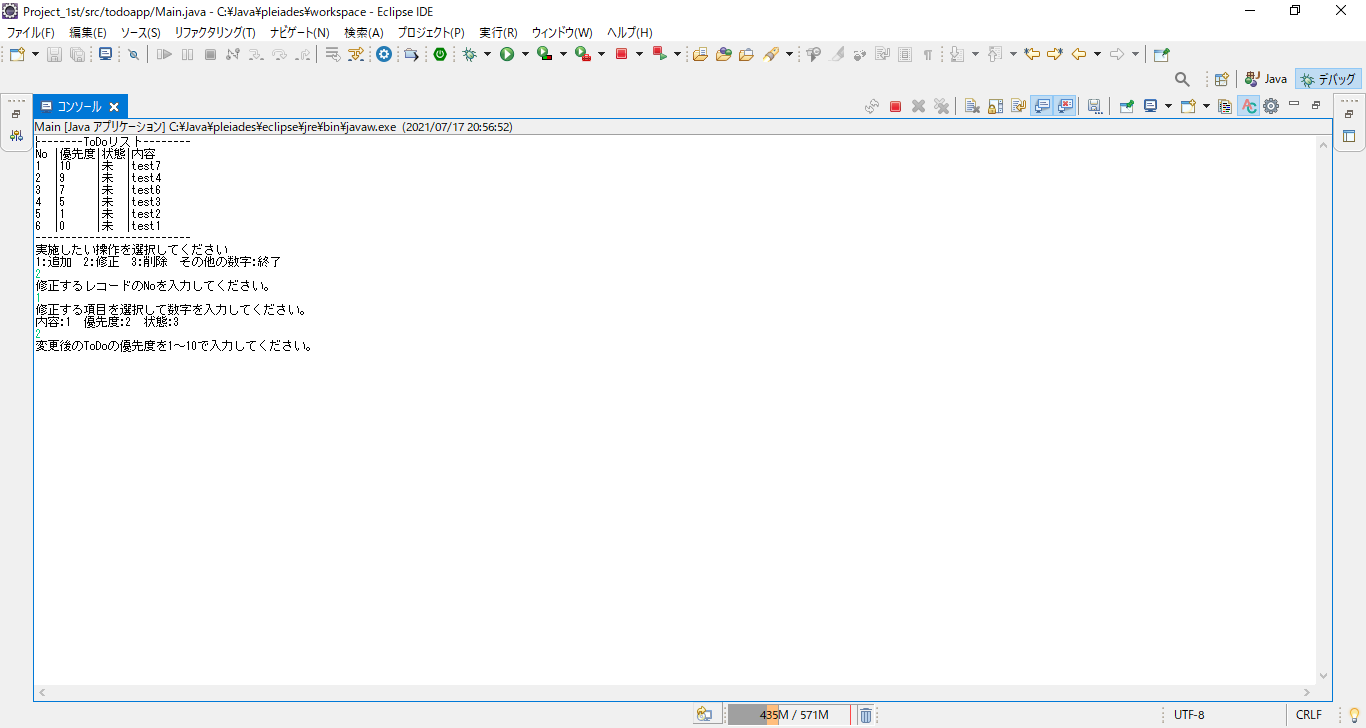 Project_1st/src/todoapp/Main.java - C:¥Java¥pleiades¥workspace - Eclipse IDE
ファイル(F) 編集(E) ソース(S) リファクタリング(T) ナビゲート(N) 検索(A) プロジェクト(P) 実行(R) ウィンドウ(W) ヘルプ(H)
Java デバッグ
コンソール
Main [Java アプリケーション] C:¥Java¥pleiades¥eclipse¥jre¥bin¥javaw.exe (2021/07/17 20:56:52)
--------ToDoリスト--------
No |優先度|状態|内容
1 |10 |未 |test7
2 |9 |未 |test4
3 |7 |未 |test6
4 |5 |未 |test3
5 |1 |未 |test2
6 |0 |未 |test1
--------------------------
実施したい操作を選択してください
1:追加 2:修正 3:削除 その他の数字:終了
2
修正するレコードのNoを入力してください。
1
修正する項目を選択して数字を入力してください。
内容:1 優先度:2 状態:3
2
変更後のToDoの優先度を1～10で入力してください。
435M / 571M
UTF-8
CRLF